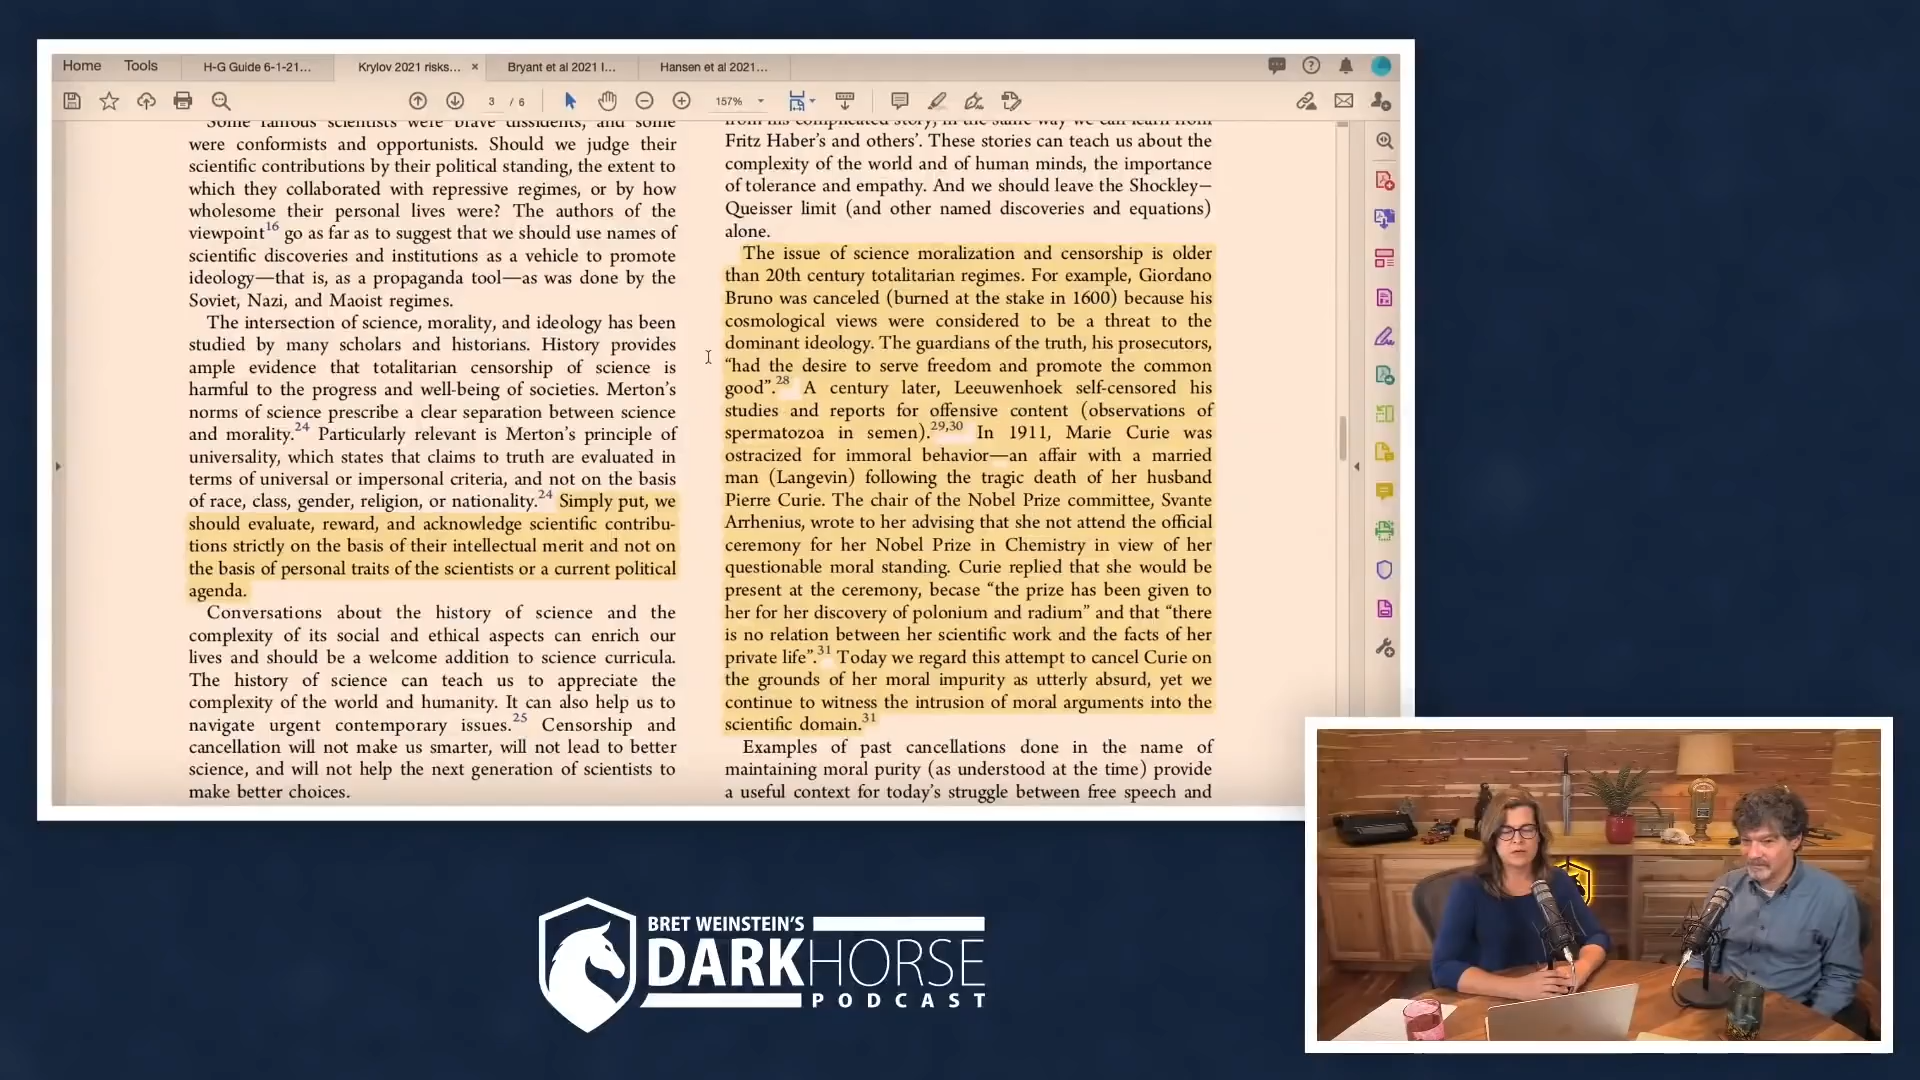 Home
Tools
H-G Guide 6-1-21...
Krylov 2021 risks...
×
Bryant et al 2021 I...
Hansen et al 2021...
3 / 6
157%
Some famous scientists were brave dissidents, and some
were conformists and opportunists. Should we judge their
scientific contributions by their political standing, the extent to
which they collaborated with repressive regimes, or by how
wholesome their personal lives were? The authors of the
viewpoint16 go as far as to suggest that we should use names of
scientific discoveries and institutions as a vehicle to promote
ideology—that is, as a propaganda tool—as was done by the
Soviet, Nazi, and Maoist regimes.
The intersection of science, morality, and ideology has been
studied by many scholars and historians. History provides
ample evidence that totalitarian censorship of science is
harmful to the progress and well-being of societies. Merton's
norms of science prescribe a clear separation between science
and morality.24 Particularly relevant is Merton's principle of
universality, which states that claims to truth are evaluated in
terms of universal or impersonal criteria, and not on the basis
of race, class, gender, religion, or nationality.24 Simply put, we
should evaluate, reward, and acknowledge scientific contribu-
tions strictly on the basis of their intellectual merit and not on
the basis of personal traits of the scientists or a current political
agenda.
Conversations about the history of science and the
complexity of its social and ethical aspects can enrich our
lives and should be a welcome addition to science curricula.
The history of science can teach us to appreciate the
complexity of the world and humanity. It can also help us to
navigate urgent contemporary issues.25 Censorship and
cancellation will not make us smarter, will not lead to better
science, and will not help the next generation of scientists to
make better choices.
from his complicated story, in the same way we can learn from
Fritz Haber's and others'. These stories can teach us about the
complexity of the world and of human minds, the importance
of tolerance and empathy. And we should leave the Shockley–
Queisser limit (and other named discoveries and equations)
alone.
The issue of science moralization and censorship is older
than 20th century totalitarian regimes. For example, Giordano
Bruno was canceled (burned at the stake in 1600) because his
cosmological views were considered to be a threat to the
dominant ideology. The guardians of the truth, his prosecutors,
“had the desire to serve freedom and promote the common
good”.28 A century later, Leeuwenhoek self-censored his
studies and reports for offensive content (observations of
spermatozoa in semen).29,30 In 1911, Marie Curie was
ostracized for immoral behavior—an affair with a married
man (Langevin) following the tragic death of her husband
Pierre Curie. The chair of the Nobel Prize committee, Svante
Arrhenius, wrote to her advising that she not attend the official
ceremony for her Nobel Prize in Chemistry in view of her
questionable moral standing. Curie replied that she would be
present at the ceremony, becase “the prize has been given to
her for her discovery of polonium and radium” and that “there
is no relation between her scientific work and the facts of her
private life”.31 Today we regard this attempt to cancel Curie on
the grounds of her moral impurity as utterly absurd, yet we
continue to witness the intrusion of moral arguments into the
scientific domain.31
Examples of past cancellations done in the name of
maintaining moral purity (as understood at the time) provide
a useful context for today's struggle between free speech and
BRET WEINSTEIN'S
DARKHORSE
PODCAST